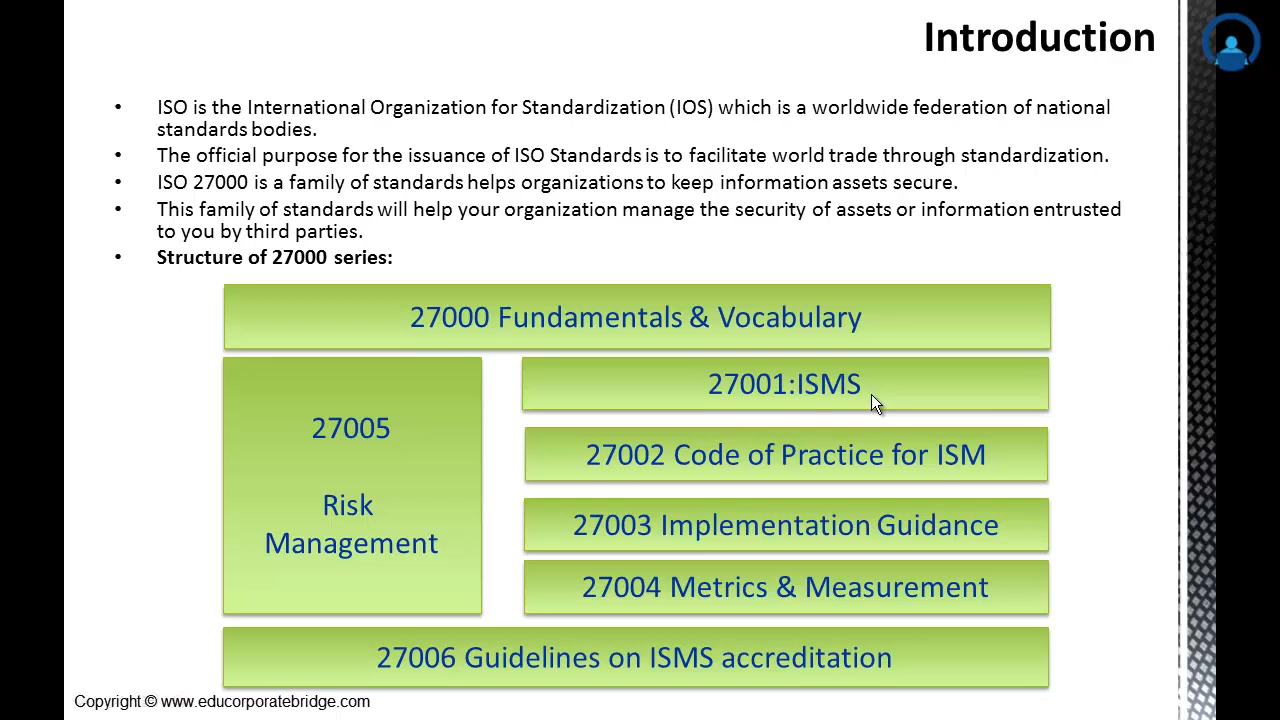 Introduction
• ISO is the International Organization for Standardization (IOS) which is a worldwide federation of national
standards bodies.
• The official purpose for the issuance of ISO Standards is to facilitate world trade through standardization.
• ISO 27000 is a family of standards helps organizations to keep information assets secure.
• This family of standards will help your organization manage the security of assets or information entrusted
to you by third parties.
• Structure of 27000 series:
27000 Fundamentals & Vocabulary
27005
Risk
Management
27001:ISMS
27002 Code of Practice for ISM
27003 Implementation Guidance
27004 Metrics & Measurement
27006 Guidelines on ISMS accreditation
Copyright © www.educorporatebridge.com